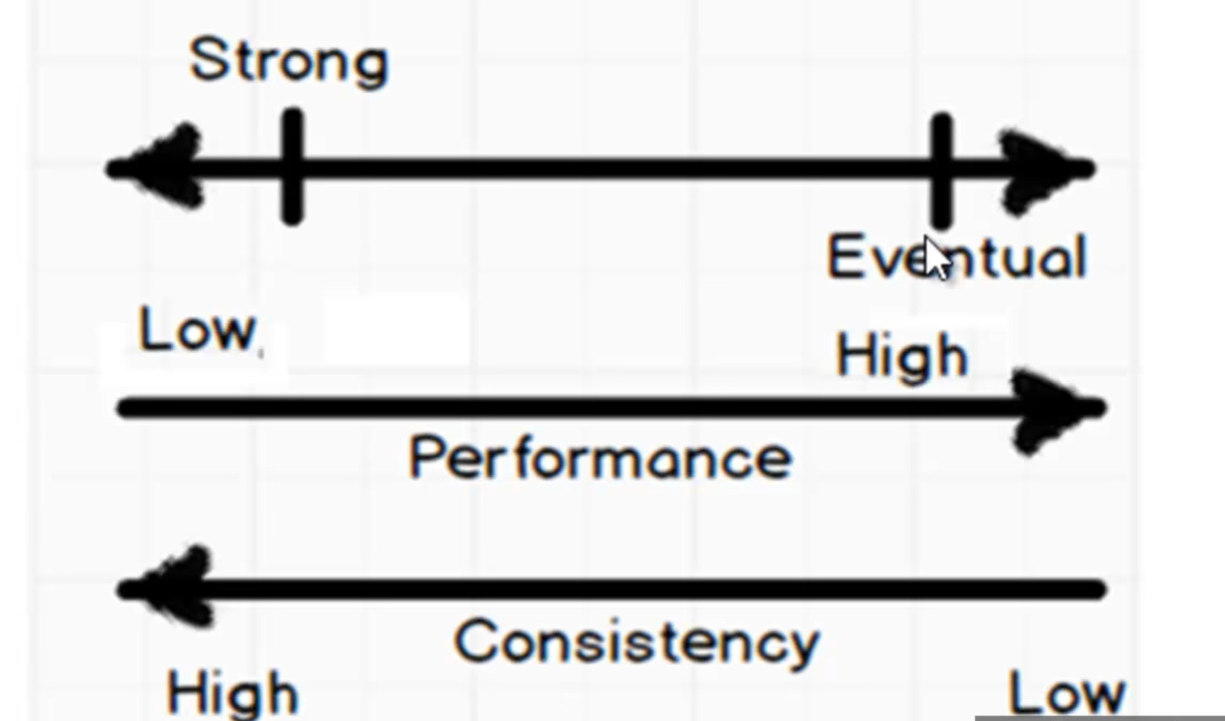 Strong
Eventual
Low
High
Performance
Consistency
High
Low